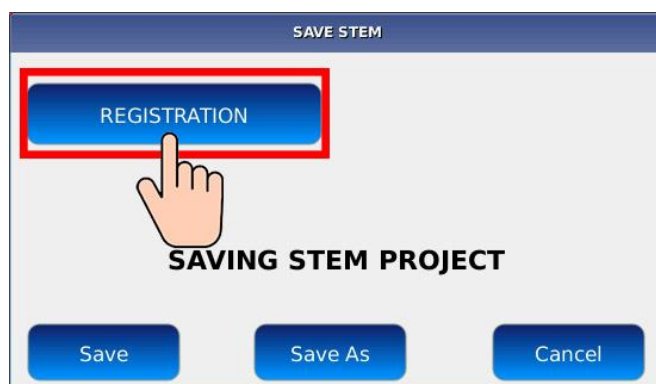 SAVE STEM
REGISTRATION
SAVING STEM PROJECT
Save Save As Cancel